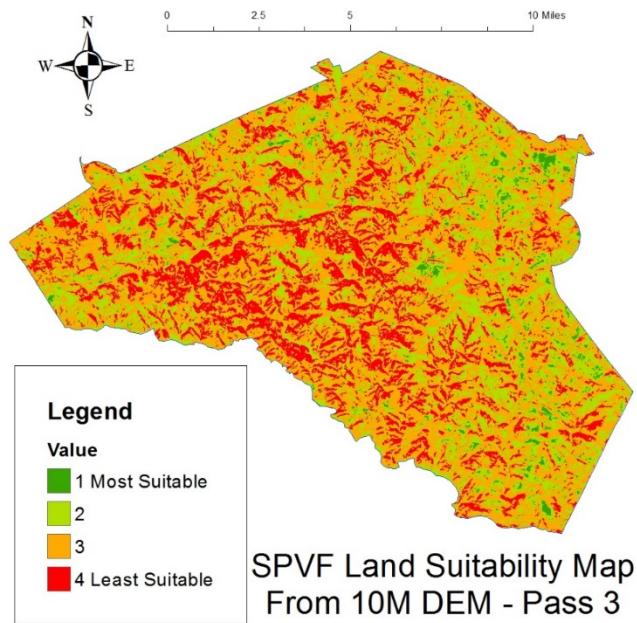 0 2.5 5 10 Miles
N
W E
S
Legend
Value
1 Most Suitable
2
3
4 Least Suitable
SPVF Land Suitability Map
From 10M DEM - Pass 3